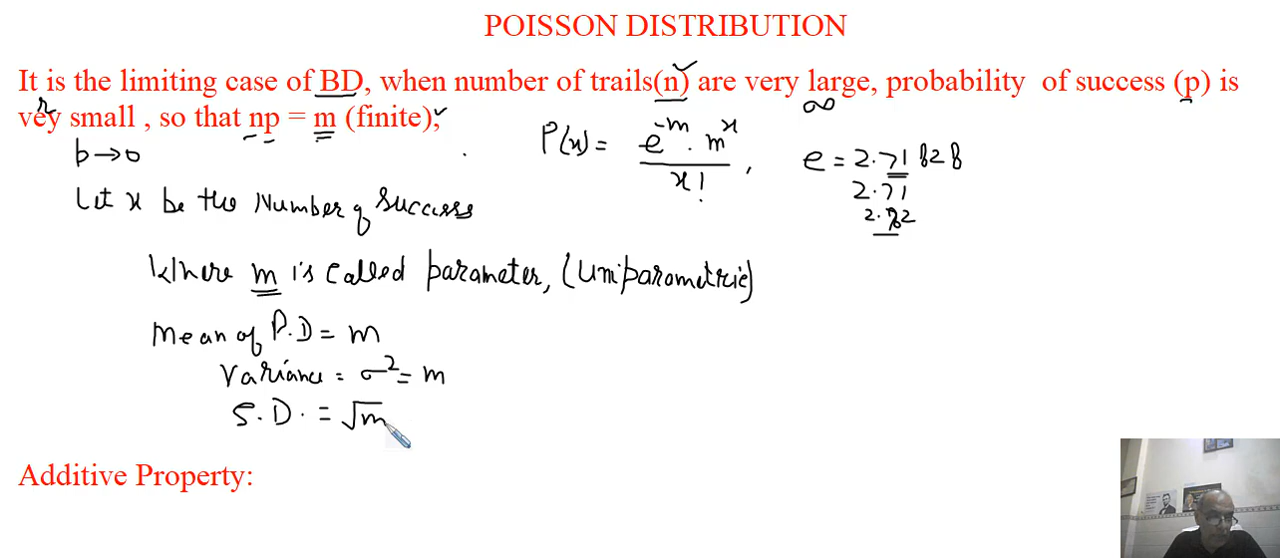 POISSON DISTRIBUTION
It is the limiting case of BD, when number of trails(n) are very large, probability of success (p) is
vey small , so that np = m (finite);
r
∞
p→0
P(x) = e^-m . m^x / x! ,
e = 2.71828
2.71
2.72
Let x be the Number of Success
Where m is called parameter, (Uniparametric)
Mean of P.D = m
Variance = σ² = m
S.D. = √m
Additive Property: